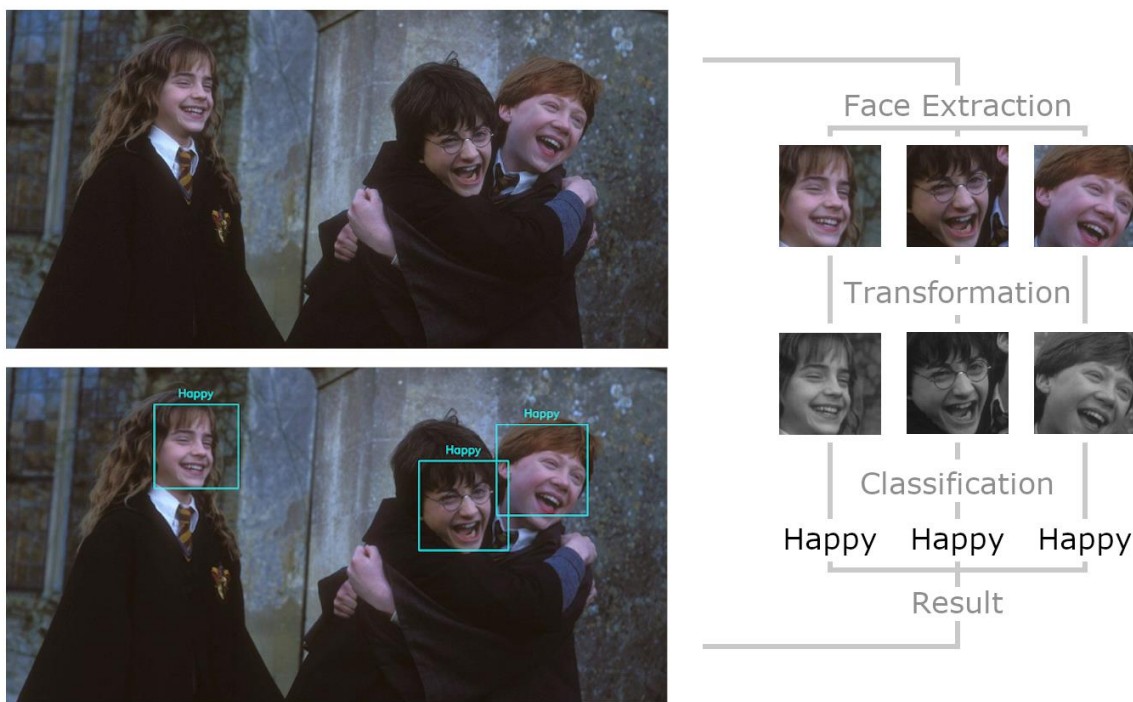 Face Extraction
Transformation
Classification
Happy Happy Happy
Result
Happy
Happy
Happy